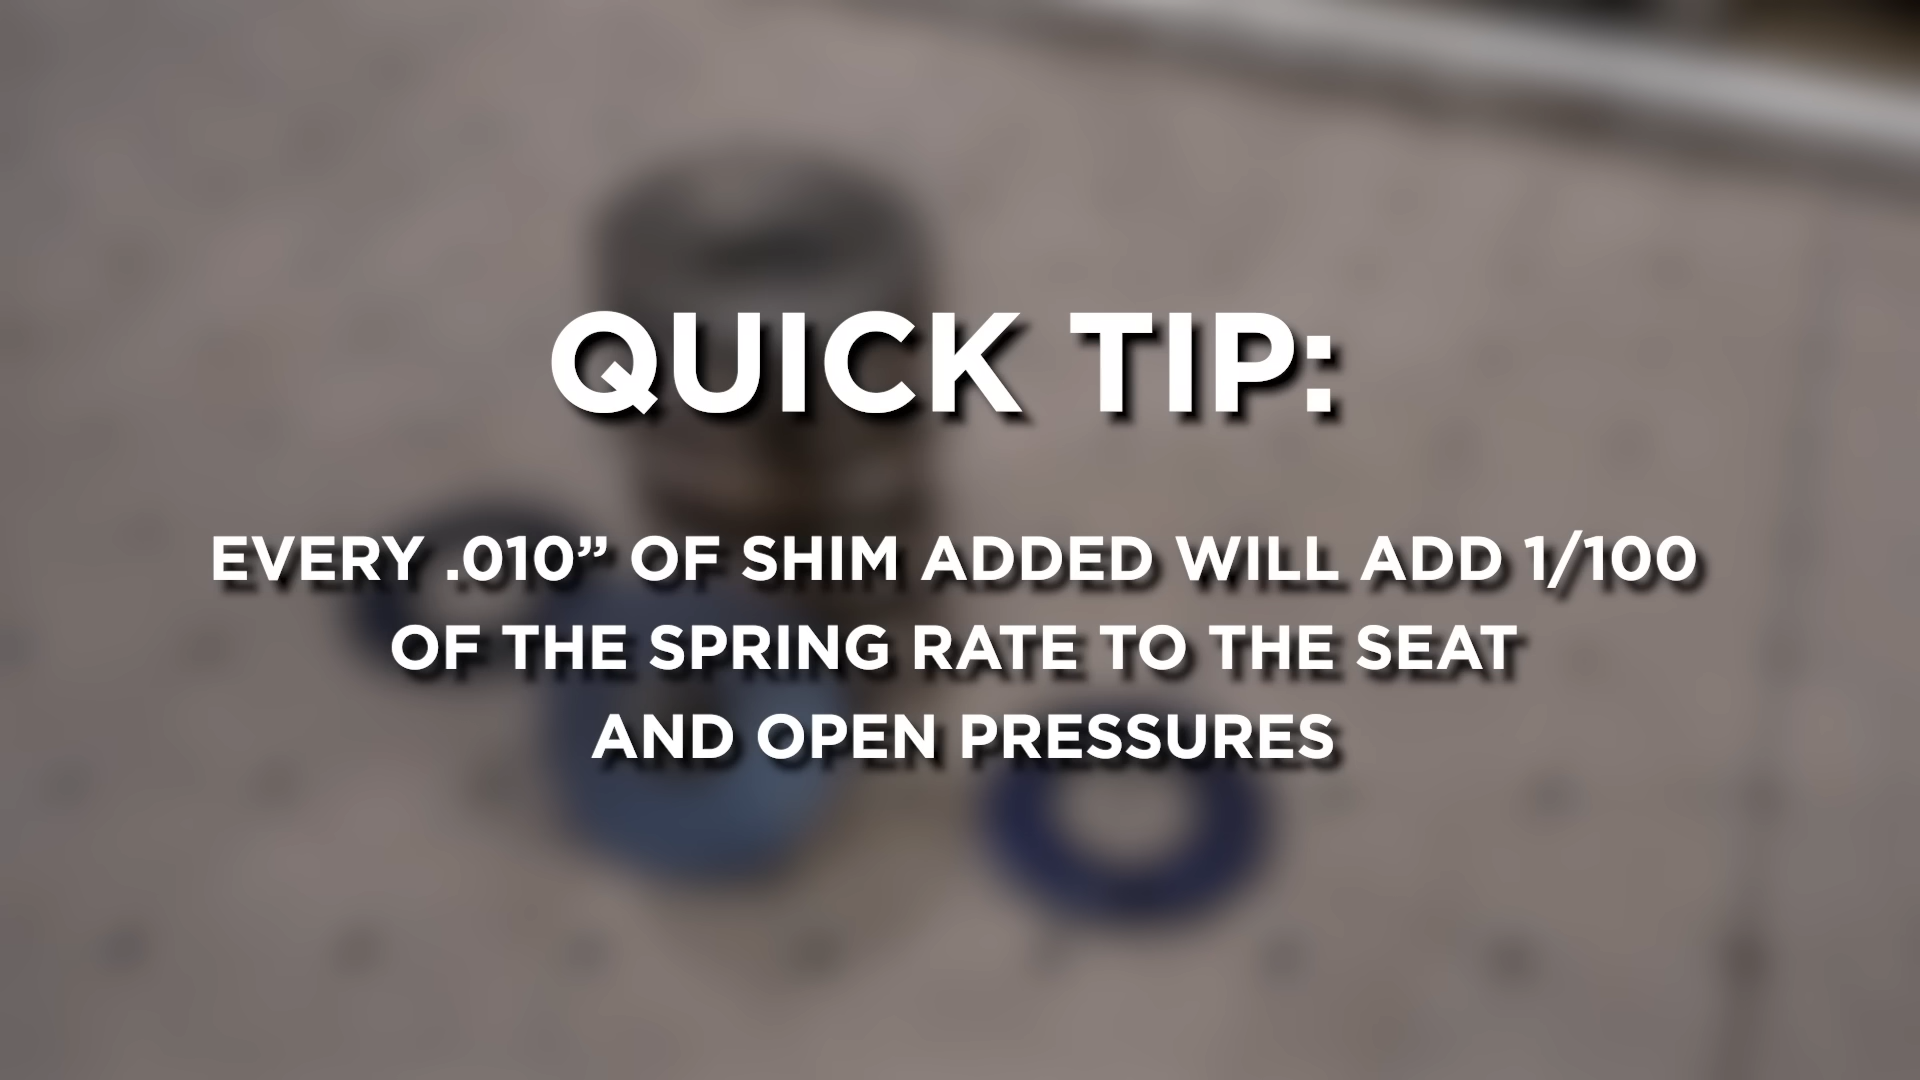 QUICK TIP:
EVERY .010” OF SHIM ADDED WILL ADD 1/100
OF THE SPRING RATE TO THE SEAT
AND OPEN PRESSURES